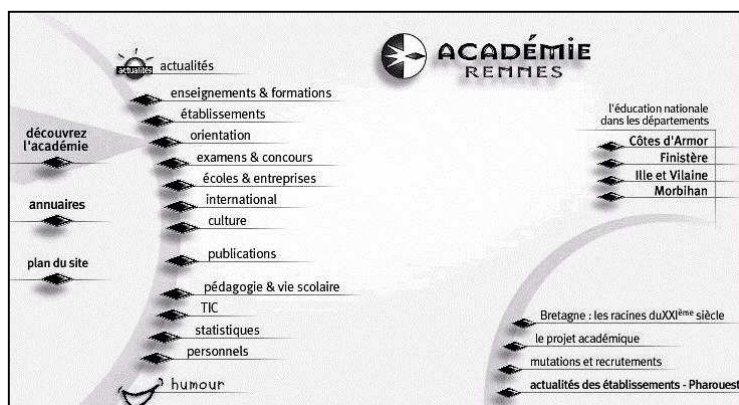 ACADÉMIE
RENNES
actualités
actualités
enseignements & formations
établissements
orientation
examens & concours
écoles & entreprises
international
culture
publications
pédagogie & vie scolaire
TIC
statistiques
personnels
humour
découvrez
l'académie
annuaires
plan du site
l'éducation nationale
dans les départements
Côtes d'Armor
Finistère
Ille et Vilaine
Morbihan
Bretagne : les racines duXXIème siècle
le projet académique
mutations et recrutements
actualités des établissements - Pharouest